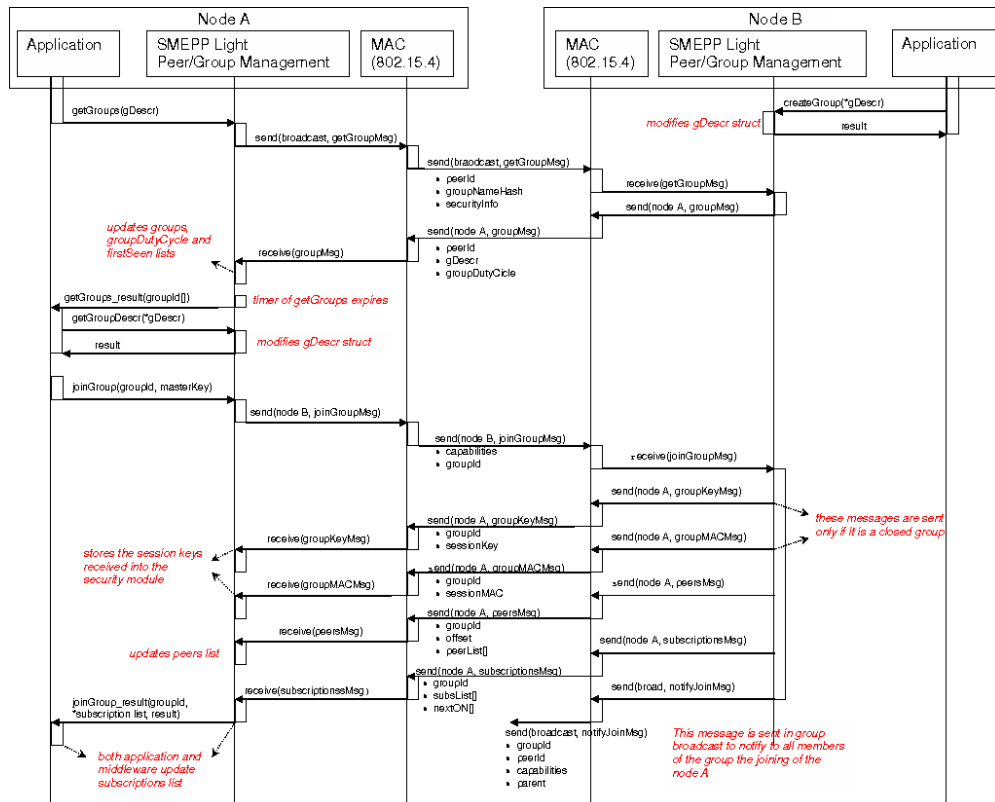 Node A
Node B
Application
SMEPP Light
Peer/Group Management
MAC
(802.15.4)
MAC
(802.15.4)
SMEPP Light
Peer/Group Management
Application
createGroup(*gDescr)
modifies gDescr struct
result
getGroups(gDescr)
send(broadcast, getGroupMsg)
send(braodcast, getGroupMsg)
peerId
groupNameHash
securityInfo
receive(getGroupMsg)
send(node A, groupMsg)
send(node A, groupMsg)
peerId
gDescr
groupDutyCicle
receive(groupMsg)
updates groups,
groupDutyCycle and
firstSeen lists
getGroups_result(groupId[])
timer of getGroups expires
getGroupDescr(*gDescr)
result
modifies gDescr struct
joinGroup(groupId, masterKey)
send(node B, joinGroupMsg)
send(node B, joinGroupMsg)
capabilities
groupId
receive(joinGroupMsg)
send(node A, groupKeyMsg)
these messages are sent
only if it is a closed group
send(node A, groupKeyMsg)
groupId
sessionKey
receive(groupKeyMsg)
send(node A, groupMACMsg)
stores the session keys
received into the
security module
send(node A, groupMACMsg)
groupId
sessionMAC
receive(groupMACMsg)
send(node A, peersMsg)
send(node A, peersMsg)
groupId
offset
peerList[]
receive(peersMsg)
updates peers list
send(node A, subscriptionsMsg)
send(node A, subscriptionsMsg)
groupId
subsList[]
nextON[]
receive(subscriptionssMsg)
send(broad, notifyJoinMsg)
joinGroup_result(groupId,
*subscription list, result)
send(broadcast, notifyJoinMsg)
groupId
peerId
capabilities
parent
This message is sent in group
broadcast to notify to all members
of the group the joining of the
node A
both application and
middleware update
subscriptions list